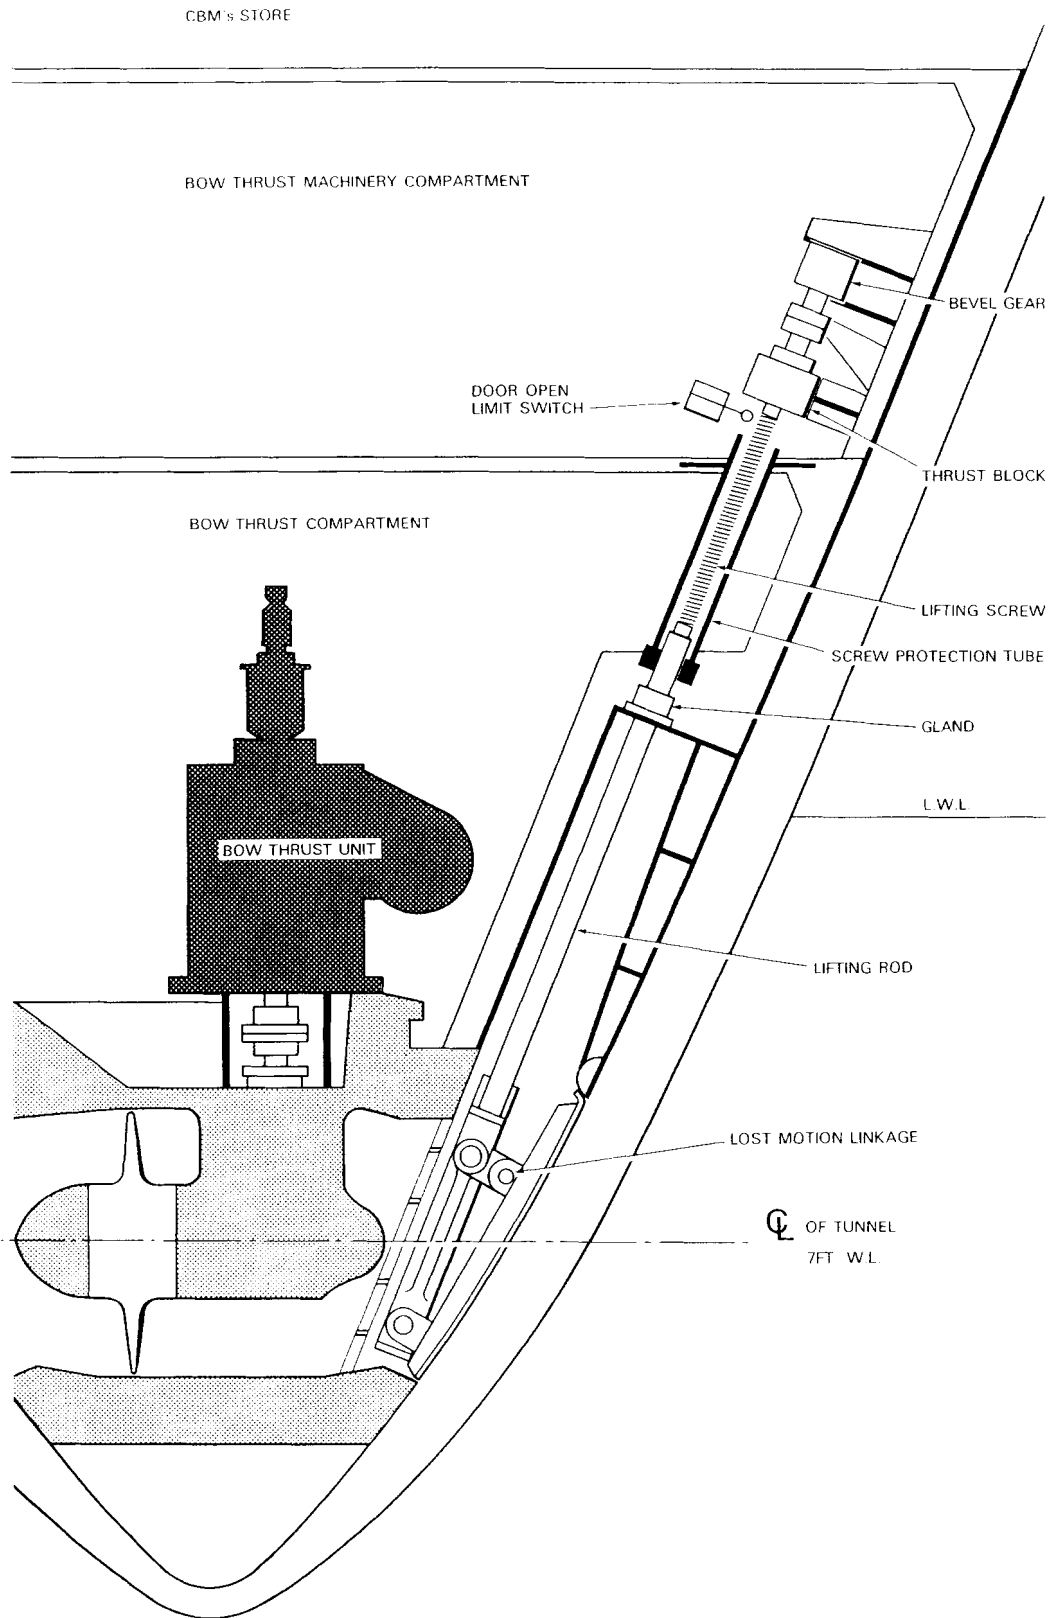 CBM's STORE
BOW THRUST MACHINERY COMPARTMENT
BEVEL GEAR
DOOR OPEN
LIMIT SWITCH
THRUST BLOCK
BOW THRUST COMPARTMENT
LIFTING SCREW
SCREW PROTECTION TUBE
GLAND
L.W.L.
BOW THRUST UNIT
LIFTING ROD
LOST MOTION LINKAGE
℄ OF TUNNEL
7FT W.L.